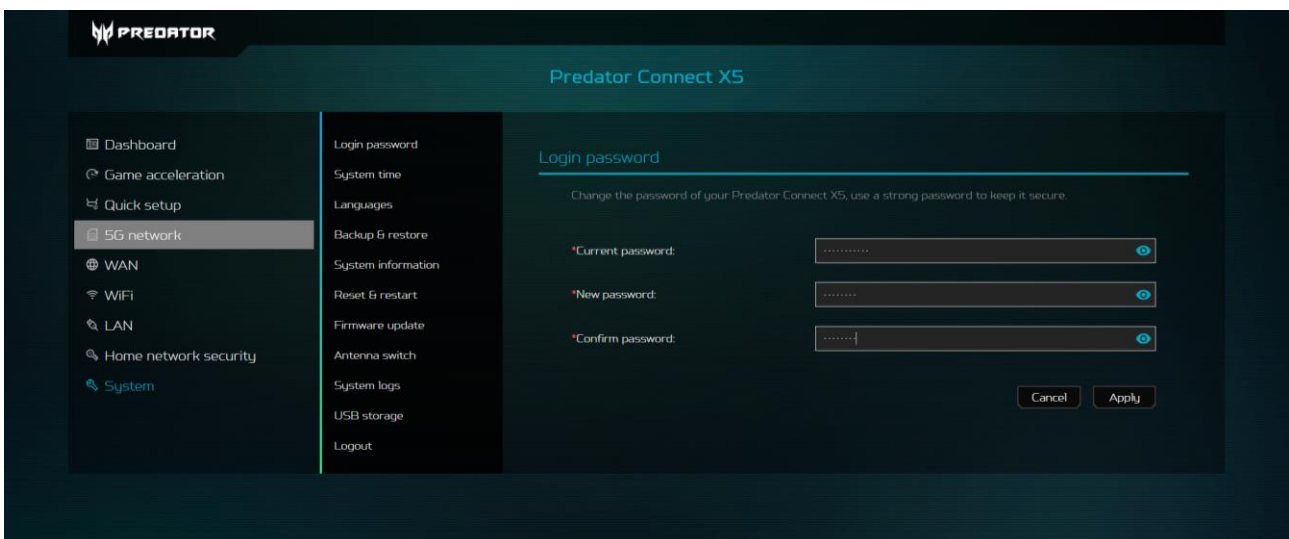 PREDATOR
Predator Connect X5
Dashboard
Game acceleration
Quick setup
5G network
WAN
WiFi
LAN
Home network security
System
Login password
System time
Languages
Backup & restore
System information
Reset & restart
Firmware update
Antenna switch
System logs
USB storage
Logout
Login password
Change the password of your Predator Connect X5, use a strong password to keep it secure.
*Current password:
*New password:
*Confirm password:
Cancel Apply